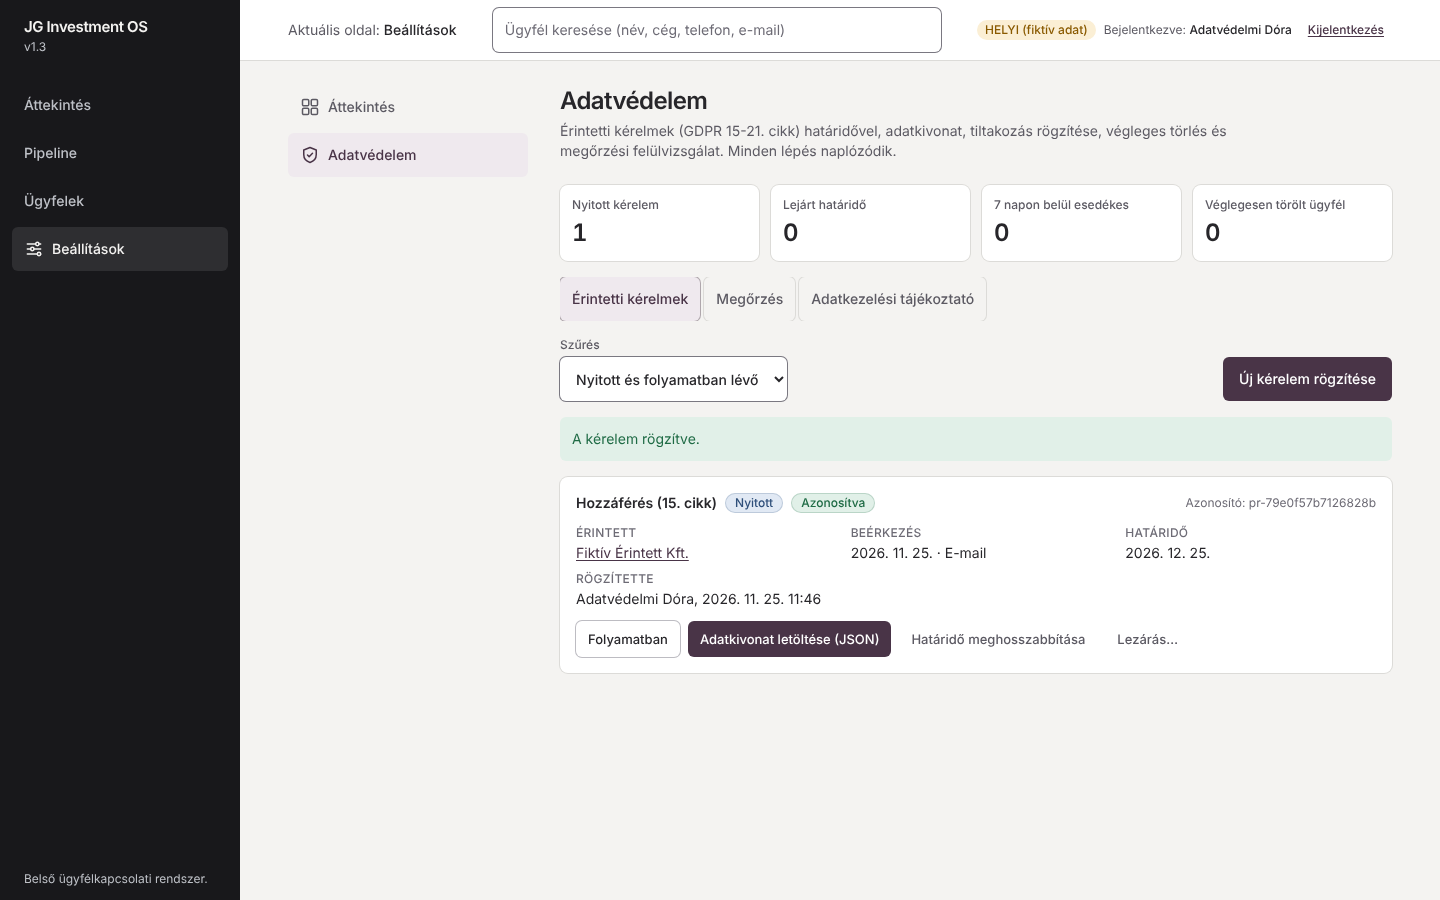 JG Investment OS
v1.3
Áttekintés
Pipeline
Ügyfelek
Beállítások
Belső ügyfélkapcsolati rendszer.
Aktuális oldal: Beállítások
Ügyfél keresése (név, cég, telefon, e-mail)
HELYI (fiktív adat)
Bejelentkezve: Adatvédelmi Dóra
Kijelentkezés
Áttekintés
Adatvédelem
Adatvédelem
Érintetti kérelmek (GDPR 15-21. cikk) határidővel, adatkivonat, tiltakozás rögzítése, végleges törlés és
megőrzési felülvizsgálat. Minden lépés naplózódik.
Nyitott kérelem
1
Lejárt határidő
0
7 napon belül esedékes
0
Véglegesen törölt ügyfél
0
Érintetti kérelmek
Megőrzés
Adatkezelési tájékoztató
Szűrés
Nyitott és folyamatban lévő
Új kérelem rögzítése
A kérelem rögzítve.
Hozzáférés (15. cikk)
Nyitott
Azonosítva
Azonosító: pr-79e0f57b7126828b
ÉRINTETT
Fiktív Érintett Kft.
BEÉRKEZÉS
2026. 11. 25. · E-mail
HATÁRIDŐ
2026. 12. 25.
RÖGZÍTETTE
Adatvédelmi Dóra, 2026. 11. 25. 11:46
Folyamatban
Adatkivonat letöltése (JSON)
Határidő meghosszabbítása
Lezárás...